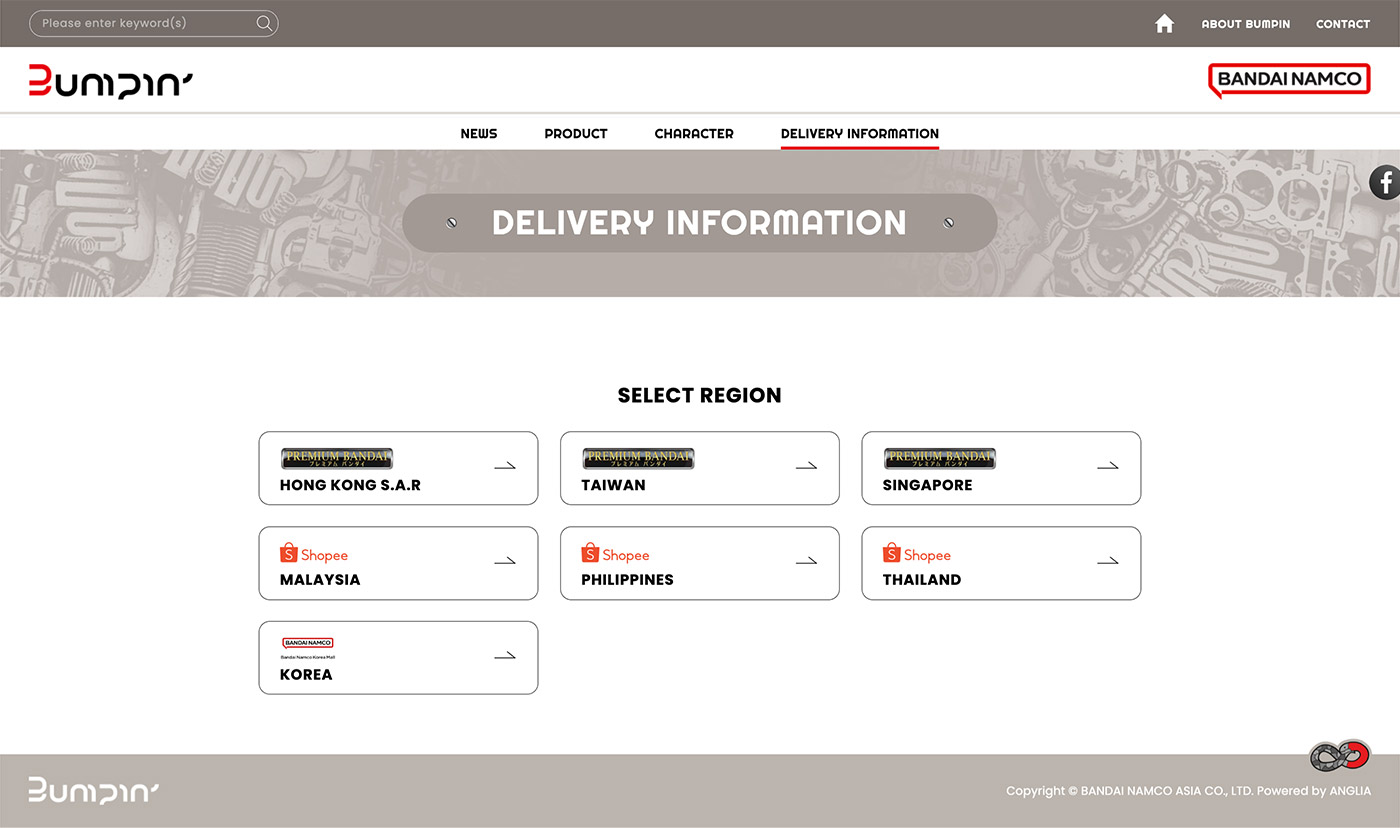 Please enter keyword(s)
ABOUT BUMPIN
CONTACT
Bumpin'
BANDAI NAMCO
NEWS
PRODUCT
CHARACTER
DELIVERY INFORMATION
f
DELIVERY INFORMATION
SELECT REGION
PREMIUM BANDAI
プレミアム バンダイ
HONG KONG S.A.R
PREMIUM BANDAI
プレミアム バンダイ
TAIWAN
PREMIUM BANDAI
プレミアム バンダイ
SINGAPORE
Shopee
MALAYSIA
Shopee
PHILIPPINES
Shopee
THAILAND
BANDAI NAMCO
Bandai Namco Korea Mall
KOREA
Bumpin'
Copyright © BANDAI NAMCO ASIA CO., LTD. Powered by ANGLIA